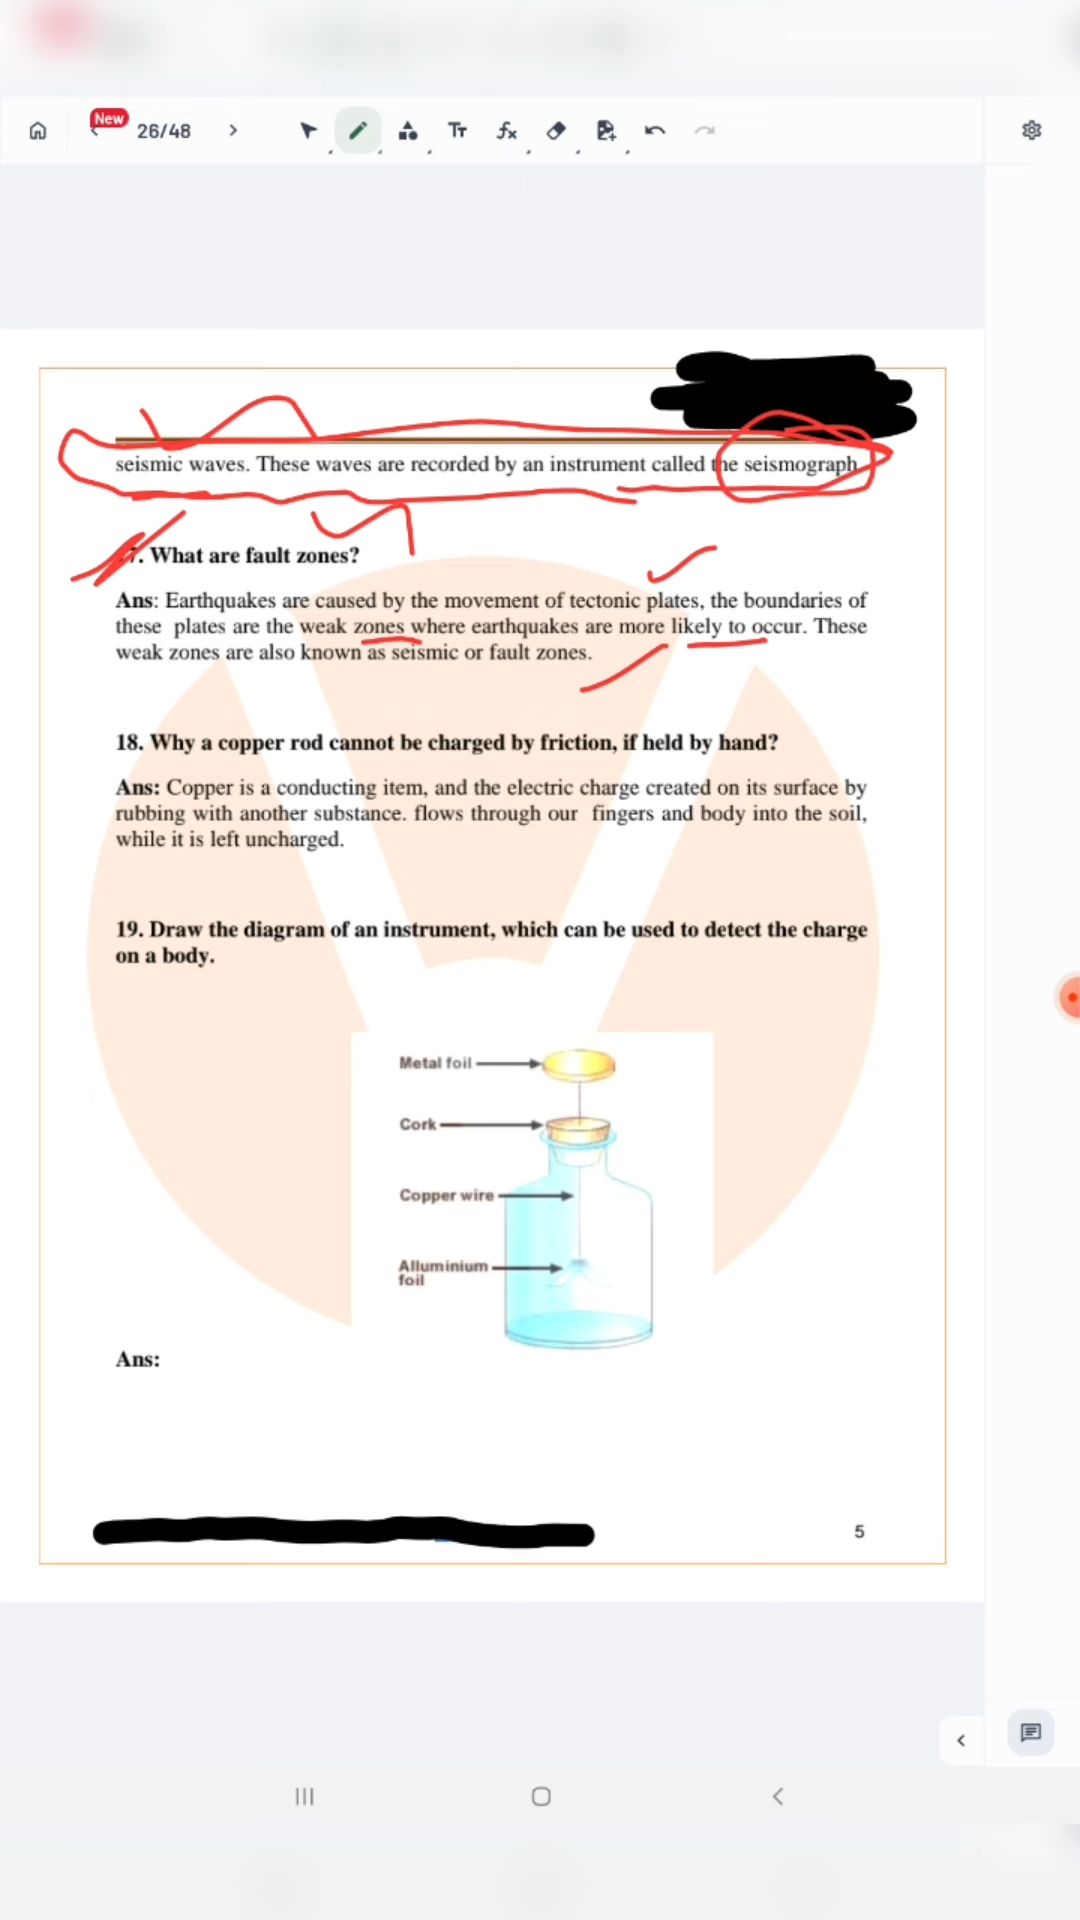 New
26/48
seismic waves. These waves are recorded by an instrument called the seismograph
7. What are fault zones?
Ans: Earthquakes are caused by the movement of tectonic plates, the boundaries of
these plates are the weak zones where earthquakes are more likely to occur. These
weak zones are also known as seismic or fault zones.
18. Why a copper rod cannot be charged by friction, if held by hand?
Ans: Copper is a conducting item, and the electric charge created on its surface by
rubbing with another substance. flows through our fingers and body into the soil,
while it is left uncharged.
19. Draw the diagram of an instrument, which can be used to detect the charge
on a body.
Metal foil
Cork
Copper wire
Alluminium
foil
Ans:
5